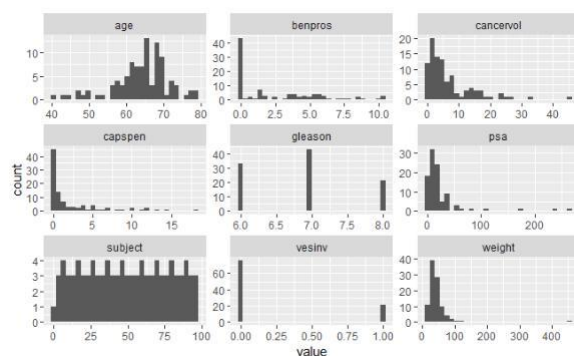 age benpros cancervol
10 40 20
5 30 15
0 20 10
10 5
0 0
40 50 60 70 80 0.0 2.5 5.0 7.5 10.0 0 10 20 30 40
capspen gleason psa
40 40 30
30 30 20
20 20 10
10 10 0
0 0
0 5 10 15 6.0 6.5 7.0 7.5 8.0 0 100 200
subject vesinv weight
4 75 40
3 50 30
2 25 20
1 0 10
0 0
0 25 50 75 100 0.00 0.25 0.50 0.75 1.00 0 100 200 300 400
count
value